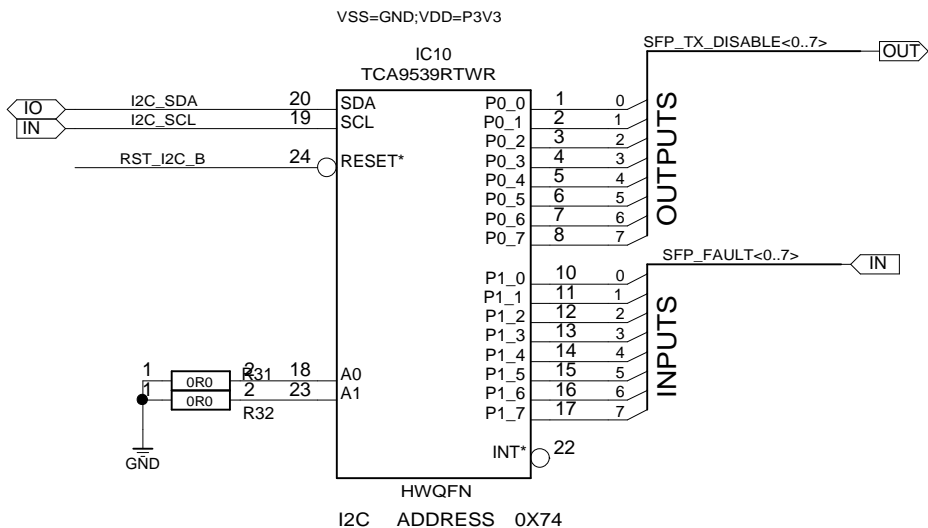 VSS=GND;VDD=P3V3
IC10
TCA9539RTWR
SFP_TX_DISABLE<0..7>
OUT
IO I2C_SDA 20 SDA P0_0 1 0
IN I2C_SCL 19 SCL P0_1 2 1
P0_2 3 2
RST_I2C_B 24 RESET* P0_3 4 3
P0_4 5 4
P0_5 6 5
P0_6 7 6
P0_7 8 7
OUTPUTS
SFP_FAULT<0..7>
IN
P1_0 10 0
P1_1 11 1
P1_2 12 2
P1_3 13 3
P1_4 14 4
P1_5 15 5
P1_6 16 6
P1_7 17 7
INPUTS
1 0R0 2 R31 18 A0
1 0R0 2 R32 23 A1
GND
INT* 22
HWQFN
I2C ADDRESS 0X74